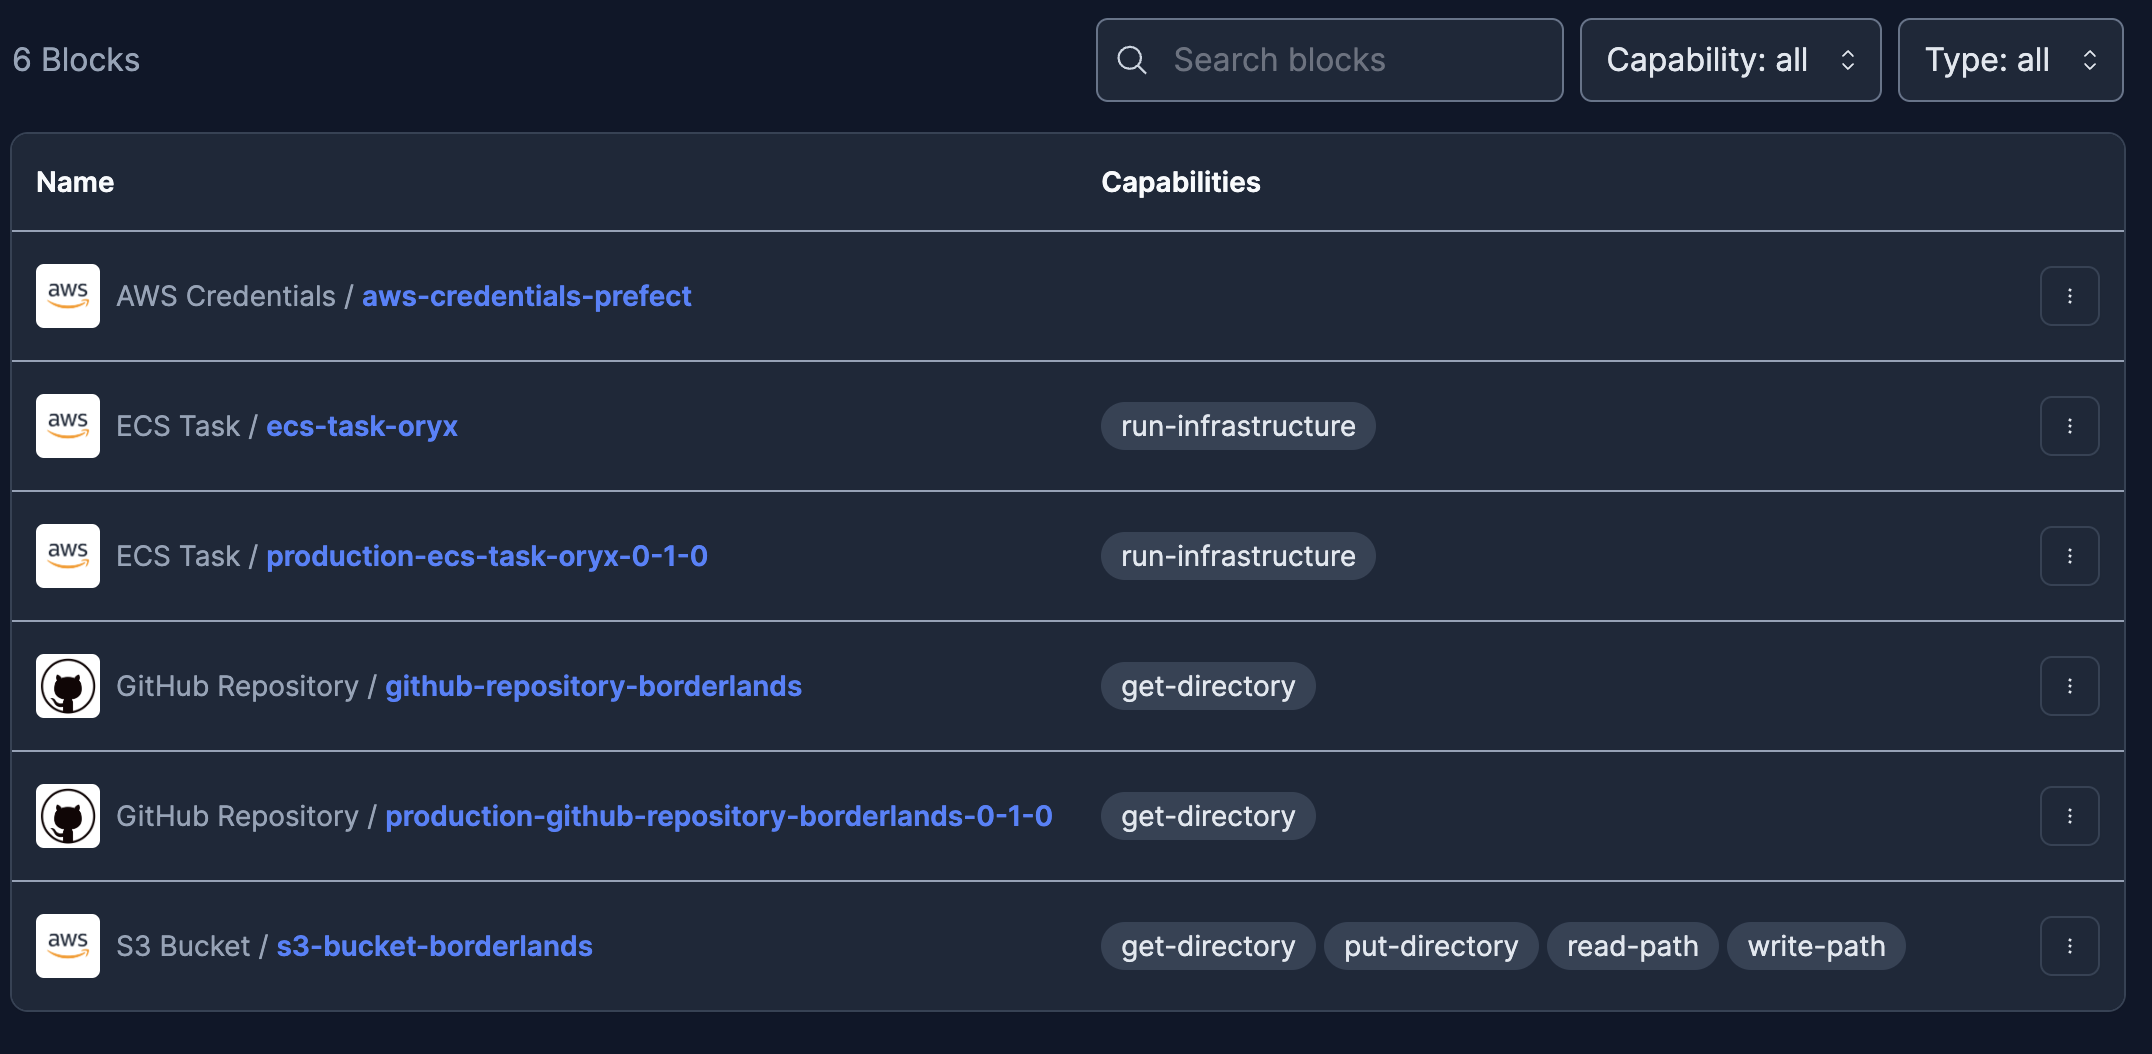 6 Blocks
Search blocks
Capability: all
Type: all
Name Capabilities
aws AWS Credentials / aws-credentials-prefect
aws ECS Task / ecs-task-oryx run-infrastructure
aws ECS Task / production-ecs-task-oryx-0-1-0 run-infrastructure
GitHub Repository / github-repository-borderlands get-directory
GitHub Repository / production-github-repository-borderlands-0-1-0 get-directory
aws S3 Bucket / s3-bucket-borderlands get-directory put-directory read-path write-path